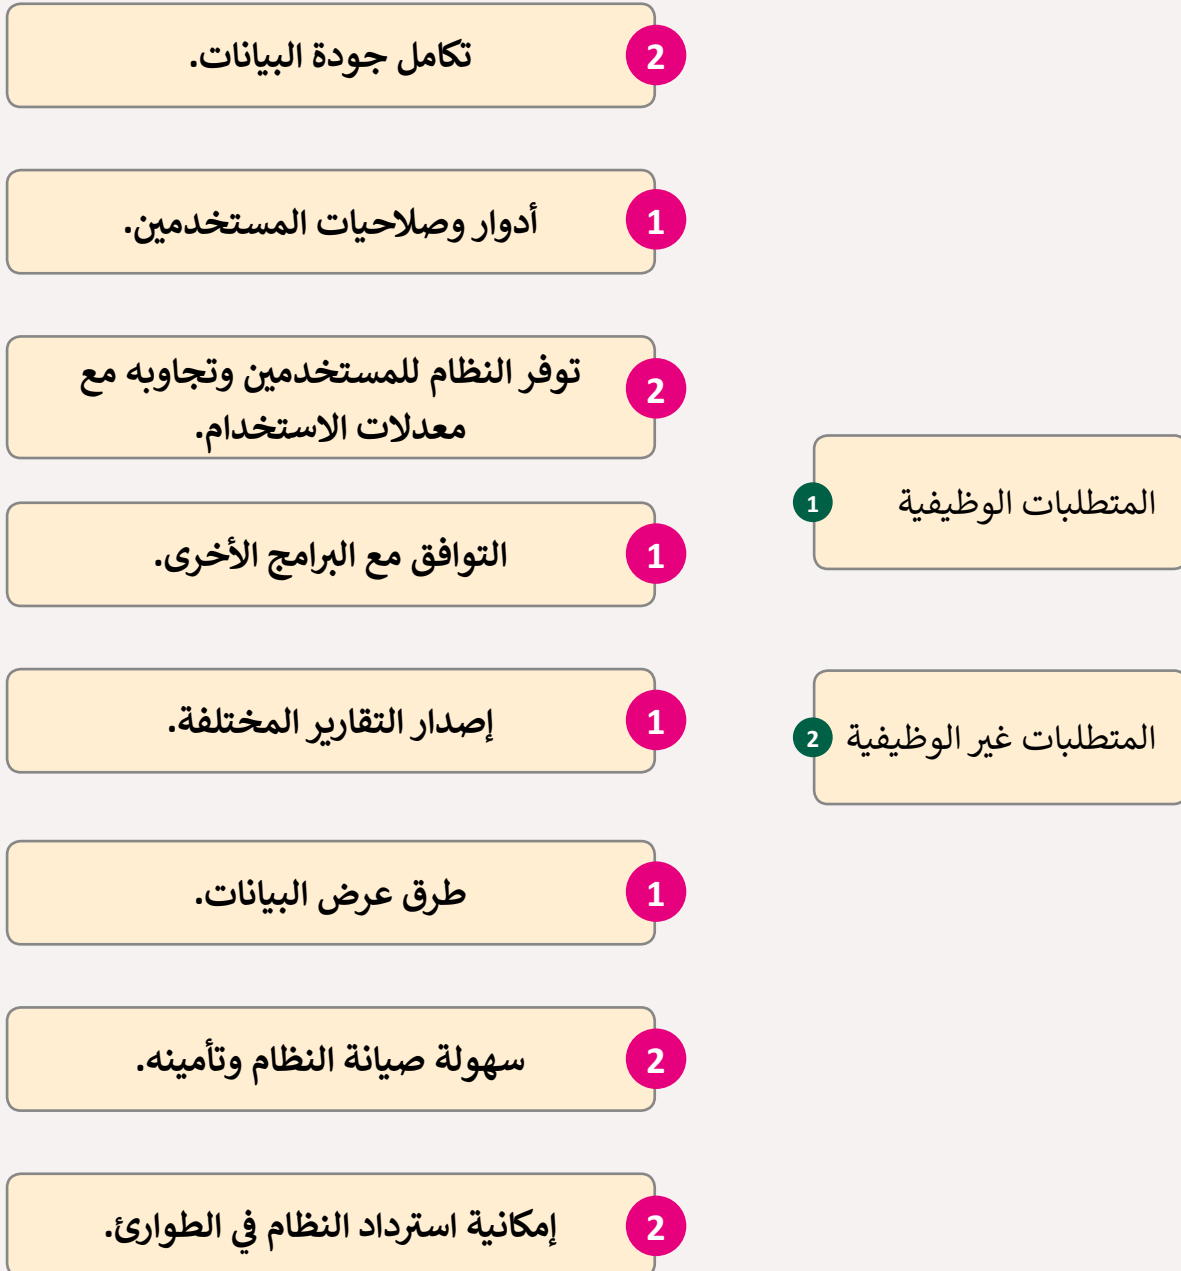 المتطلبات الوظيفية
1
المتطلبات غير الوظيفية
2
2
تكامل جودة البيانات.
1
أدوار وصلاحيات المستخدمين.
2
توفر النظام للمستخدمين وتجاوبه مع
معدلات الاستخدام.
1
التوافق مع البرامج الأخرى.
1
إصدار التقارير المختلفة.
1
طرق عرض البيانات.
2
سهولة صيانة النظام وتأمينه.
2
إمكانية استرداد النظام في الطوارئ.